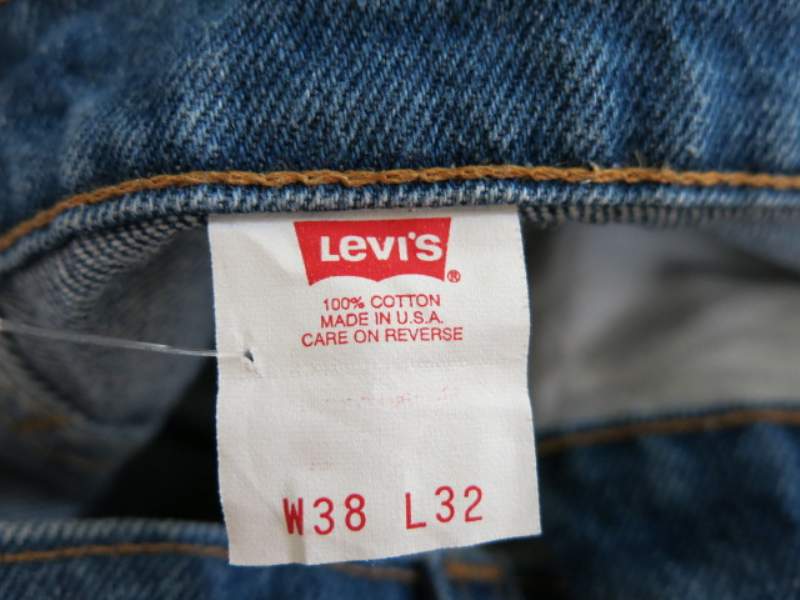 Levi's®
100% COTTON
MADE IN U.S.A.
CARE ON REVERSE
W38 L32